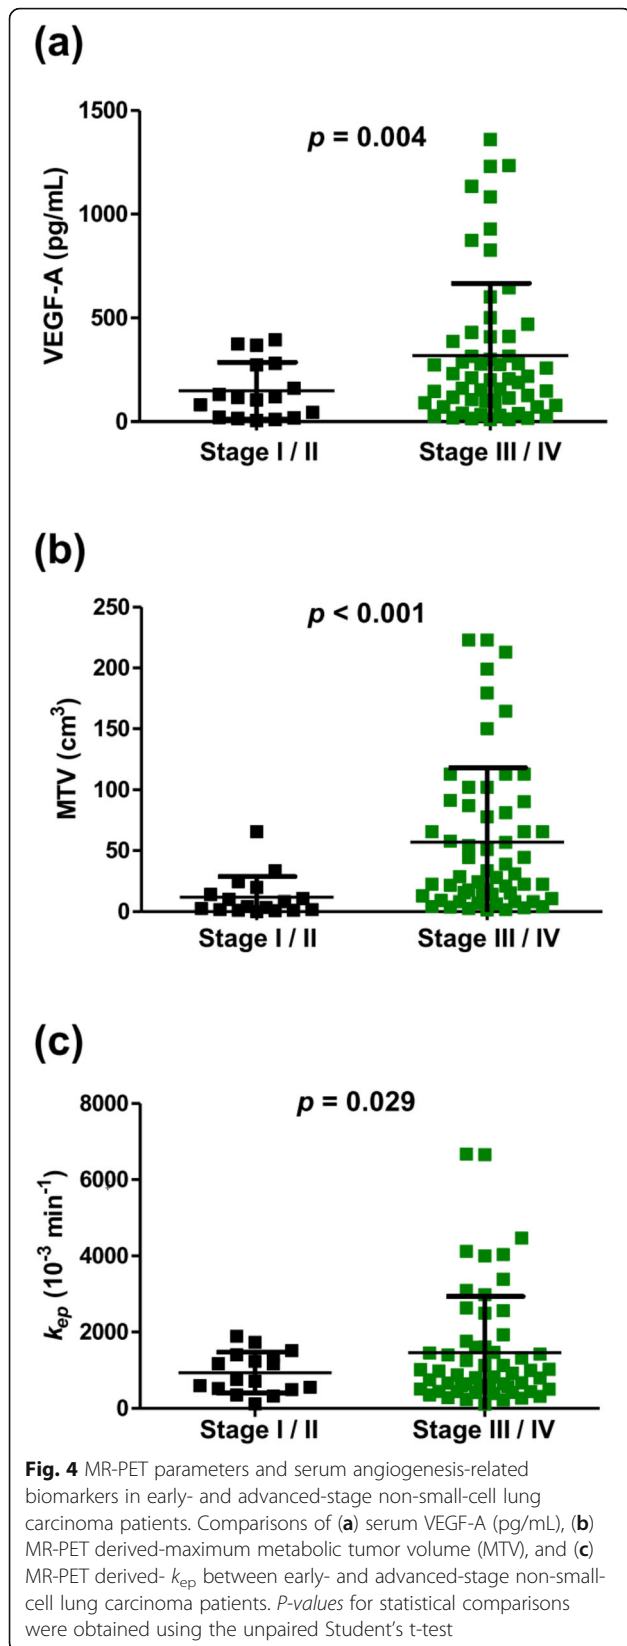 (a)
1500
1000
500
0
VEGF-A (pg/mL)
p = 0.004
Stage I / II
Stage III / IV
(b)
250
200
150
100
50
0
MTV (cm³)
p < 0.001
Stage I / II
Stage III / IV
(c)
8000
6000
4000
2000
0
kep (10⁻³ min⁻¹)
p = 0.029
Stage I / II
Stage III / IV
Fig. 4 MR-PET parameters and serum angiogenesis-related
biomarkers in early- and advanced-stage non-small-cell lung
carcinoma patients. Comparisons of (a) serum VEGF-A (pg/mL), (b)
MR-PET derived-maximum metabolic tumor volume (MTV), and (c)
MR-PET derived- kep between early- and advanced-stage non-small-
cell lung carcinoma patients. P-values for statistical comparisons
were obtained using the unpaired Student's t-test